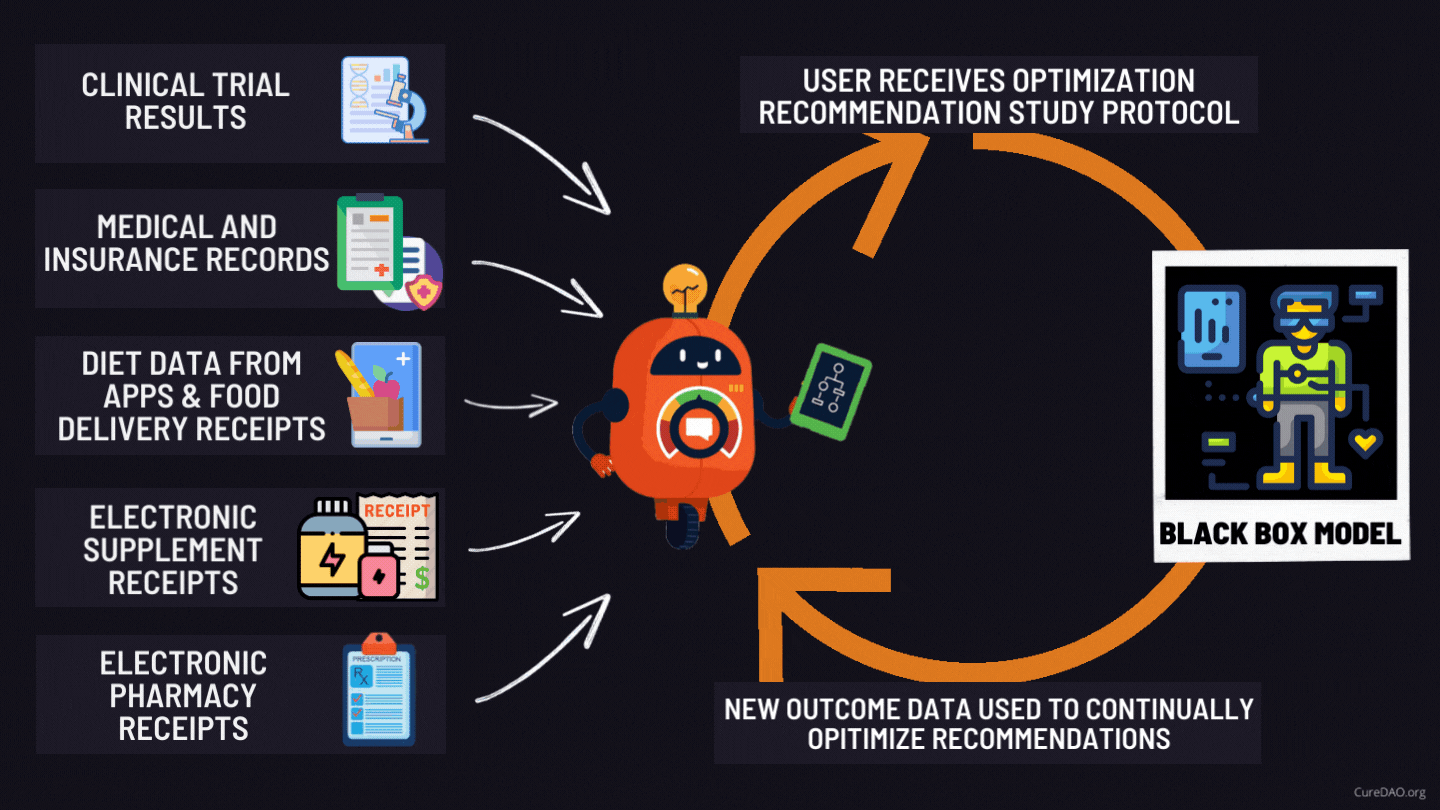 CLINICAL TRIAL
RESULTS
MEDICAL AND
INSURANCE RECORDS
DIET DATA FROM
APPS & FOOD
DELIVERY RECEIPTS
ELECTRONIC
SUPPLEMENT
RECEIPTS
RECEIPT
$
ELECTRONIC
PHARMACY
RECEIPTS
PRESCRIPTION
Rx
USER RECEIVES OPTIMIZATION
RECOMMENDATION STUDY PROTOCOL
BLACK BOX MODEL
NEW OUTCOME DATA USED TO CONTINUALLY
OPITIMIZE RECOMMENDATIONS
CureDAO.org